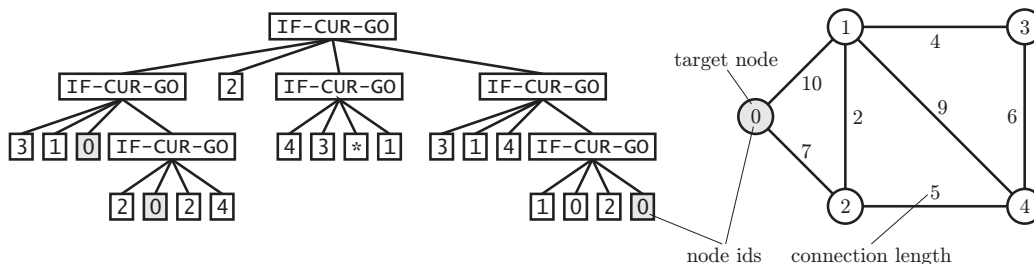 IF-CUR-GO
IF-CUR-GO 2 IF-CUR-GO IF-CUR-GO
3 1 0 IF-CUR-GO 4 3 * 1 3 1 4 IF-CUR-GO
2 0 2 4 1 0 2 0
1 4 3
target node
10
0 2 9 6
7
2 5 4
node ids connection length